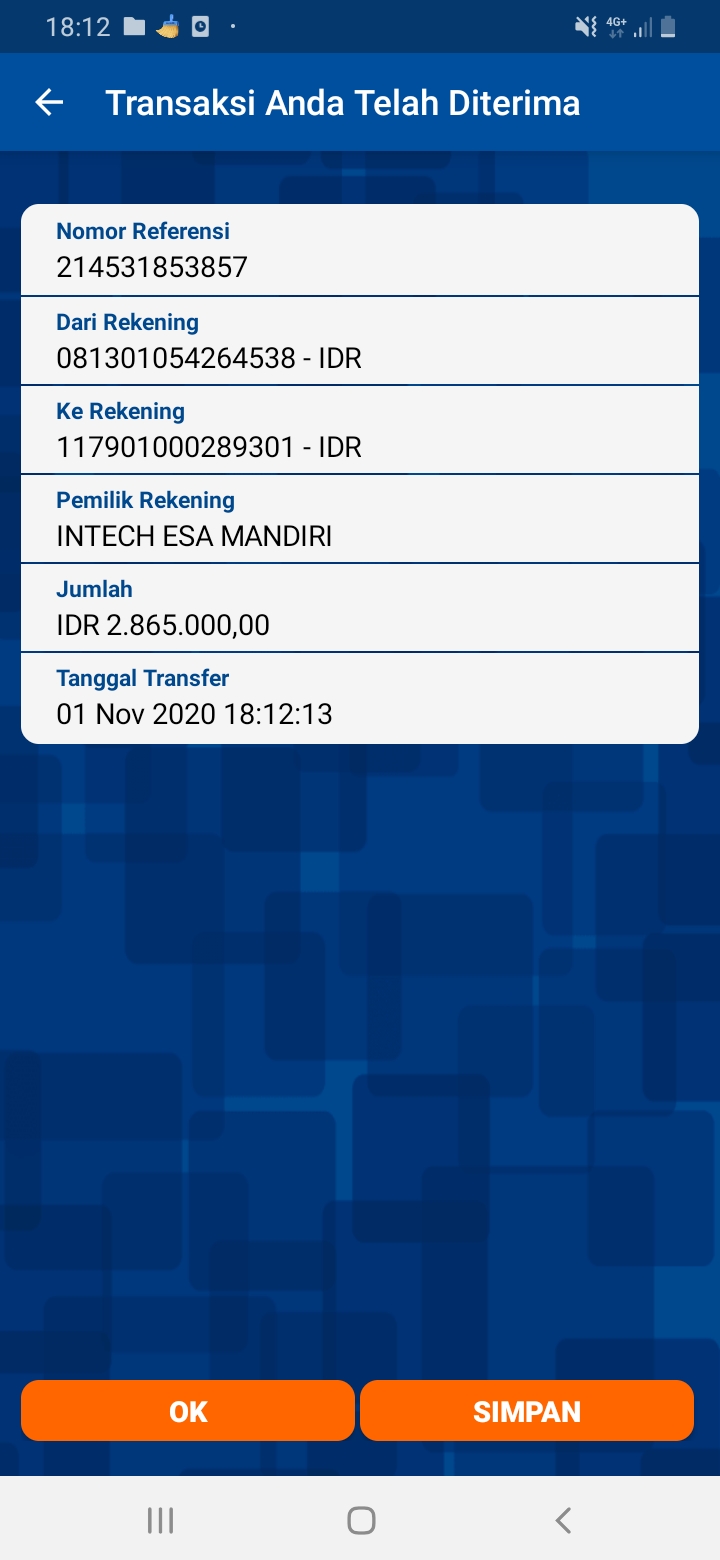 18:12
4G+
Transaksi Anda Telah Diterima
Nomor Referensi
214531853857
Dari Rekening
081301054264538 - IDR
Ke Rekening
117901000289301 - IDR
Pemilik Rekening
INTECH ESA MANDIRI
Jumlah
IDR 2.865.000,00
Tanggal Transfer
01 Nov 2020 18:12:13
OK
SIMPAN